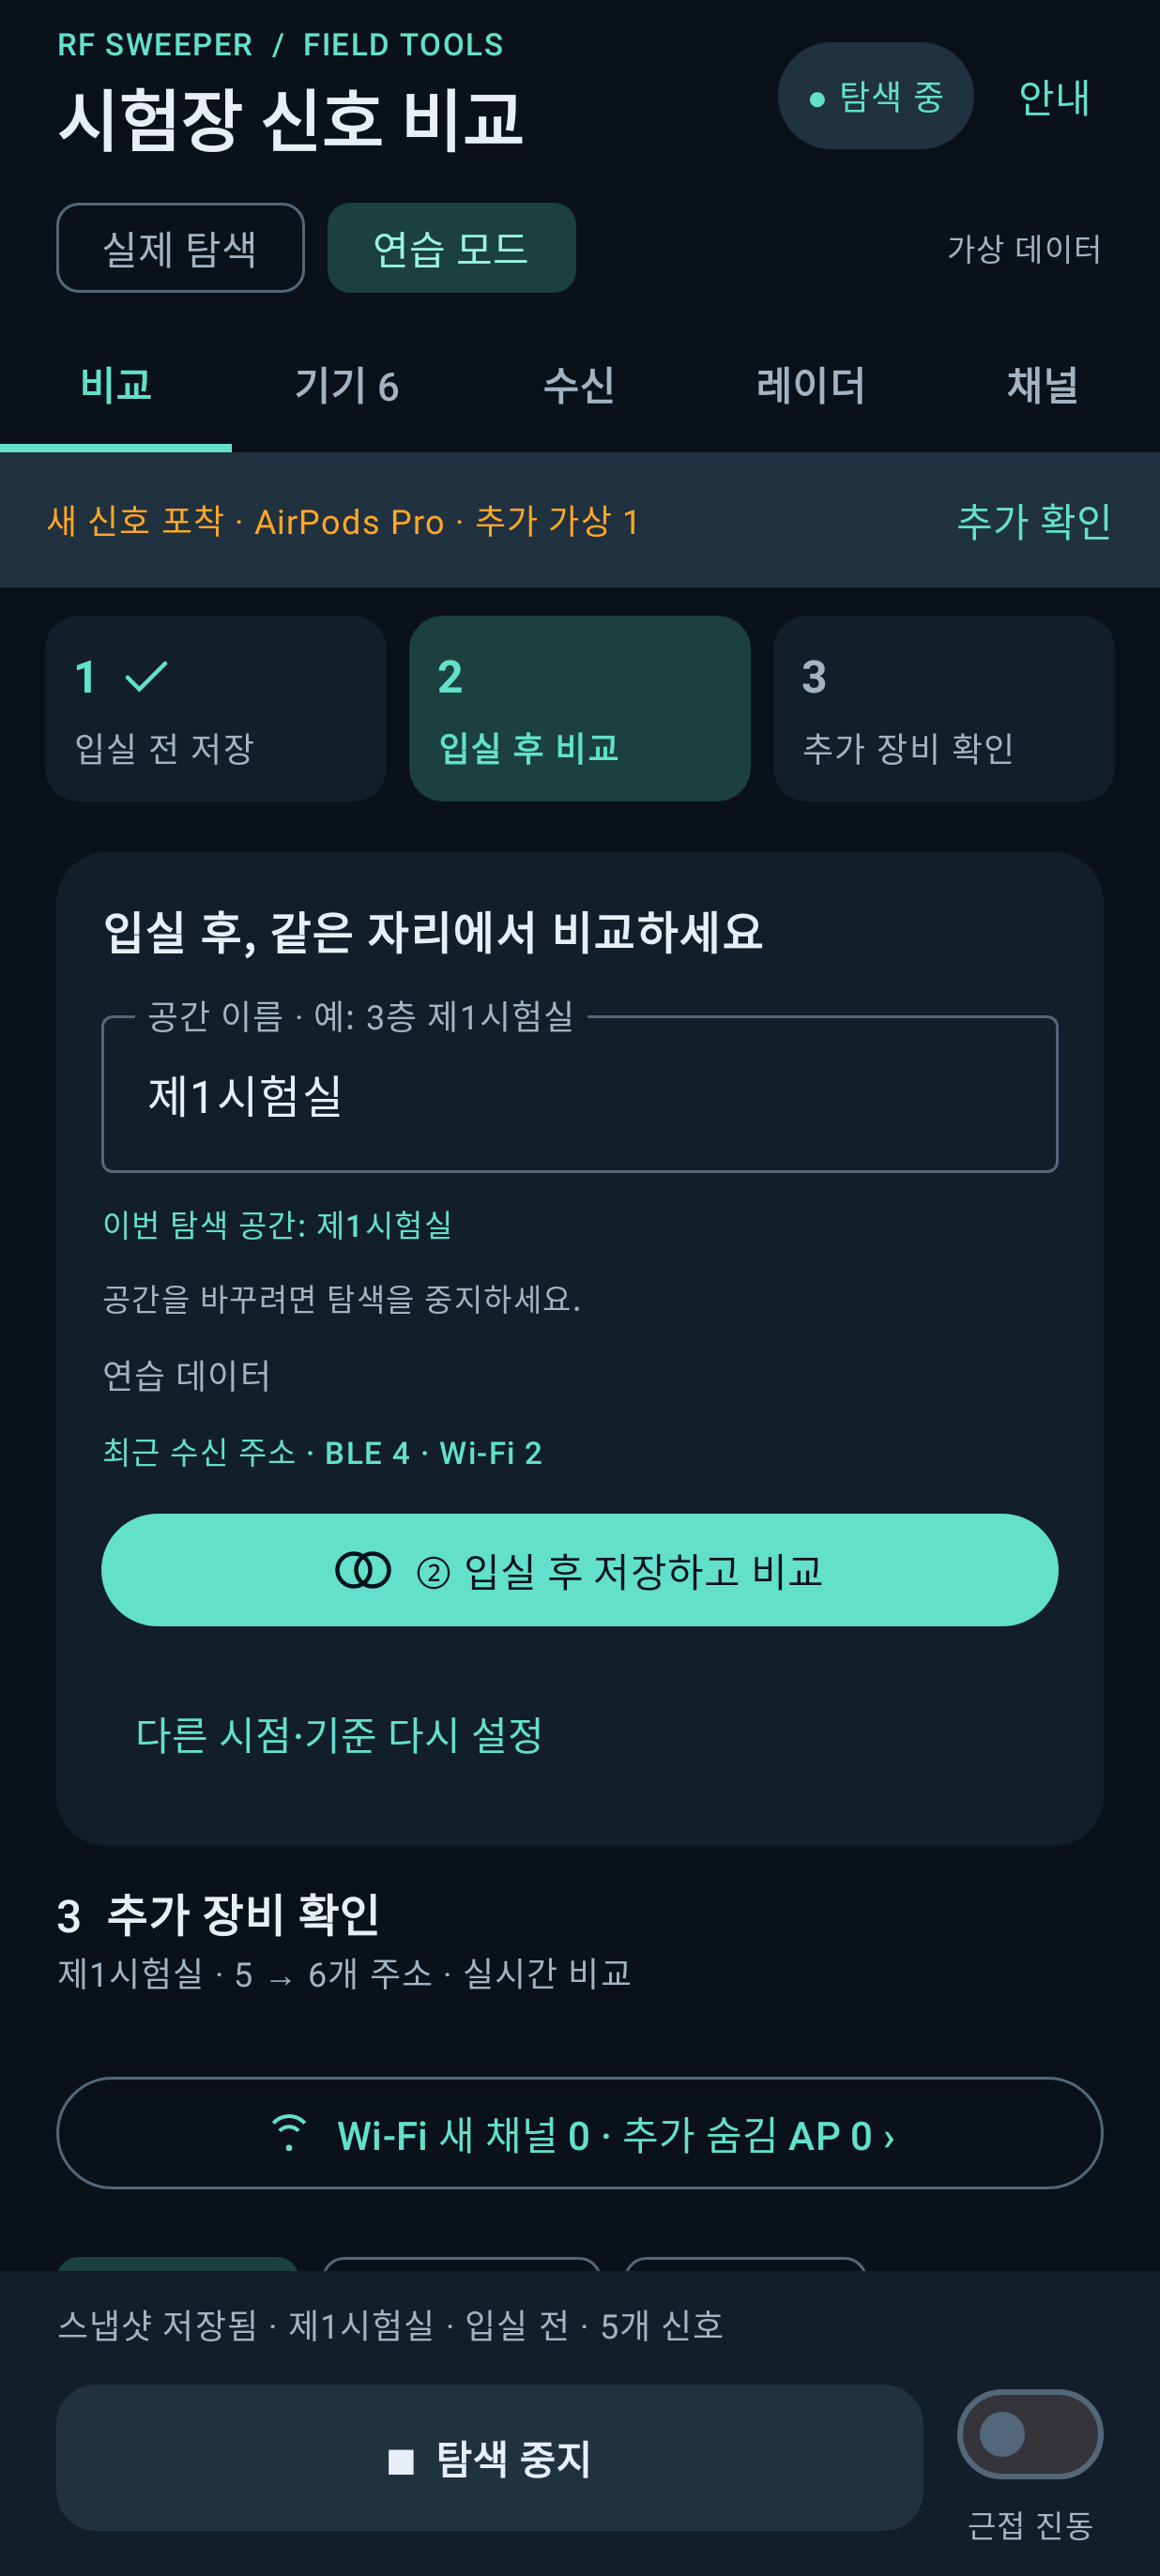 RF SWEEPER / FIELD TOOLS
시험장 신호 비교
● 탐색 중
안내
실제 탐색
연습 모드
가상 데이터
비교
기기 6
수신
레이더
채널
새 신호 포착 · AirPods Pro · 추가 가상 1
추가 확인
1 ✓
입실 전 저장
2
입실 후 비교
3
추가 장비 확인
입실 후, 같은 자리에서 비교하세요
공간 이름 · 예: 3층 제1시험실
제1시험실
이번 탐색 공간: 제1시험실
공간을 바꾸려면 탐색을 중지하세요.
연습 데이터
최근 수신 주소 · BLE 4 · Wi-Fi 2
② 입실 후 저장하고 비교
다른 시점·기준 다시 설정
3 추가 장비 확인
제1시험실 · 5 → 6개 주소 · 실시간 비교
Wi-Fi 새 채널 0 · 추가 숨김 AP 0 ›
스냅샷 저장됨 · 제1시험실 · 입실 전 · 5개 신호
■ 탐색 중지
근접 진동